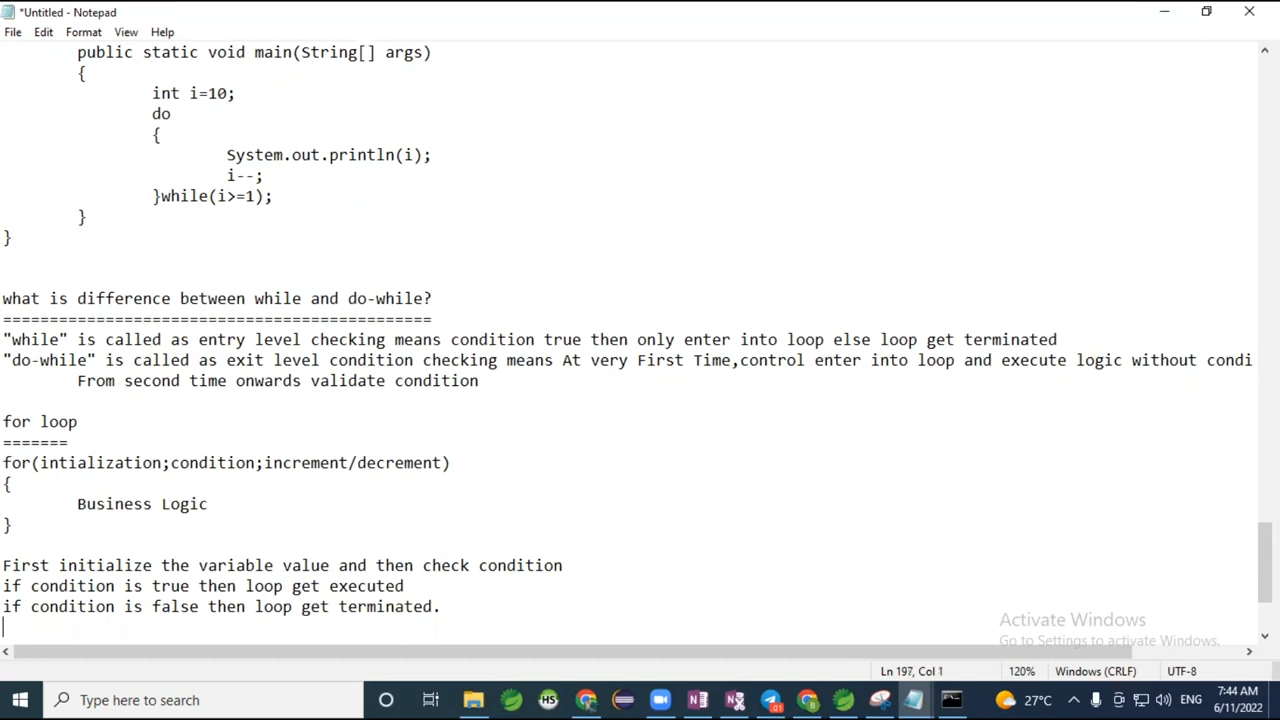 *Untitled - Notepad
File Edit Format View Help
public static void main(String[] args)
{
int i=10;
do
{
System.out.println(i);
i--;
}while(i>=1);
}
}
what is difference between while and do-while?
==============================================
"while" is called as entry level checking means condition true then only enter into loop else loop get terminated
"do-while" is called as exit level condition checking means At very First Time,control enter into loop and execute logic without condi
From second time onwards validate condition
for loop
=======
for(intialization;condition;increment/decrement)
{
Business Logic
}
First initialize the variable value and then check condition
if condition is true then loop get executed
if condition is false then loop get terminated.
Activate Windows
Go to Settings to activate Windows.
Ln 197, Col 1 120% Windows (CRLF) UTF-8
Type here to search HS 01 27°C ENG 7:44 AM
6/11/2022